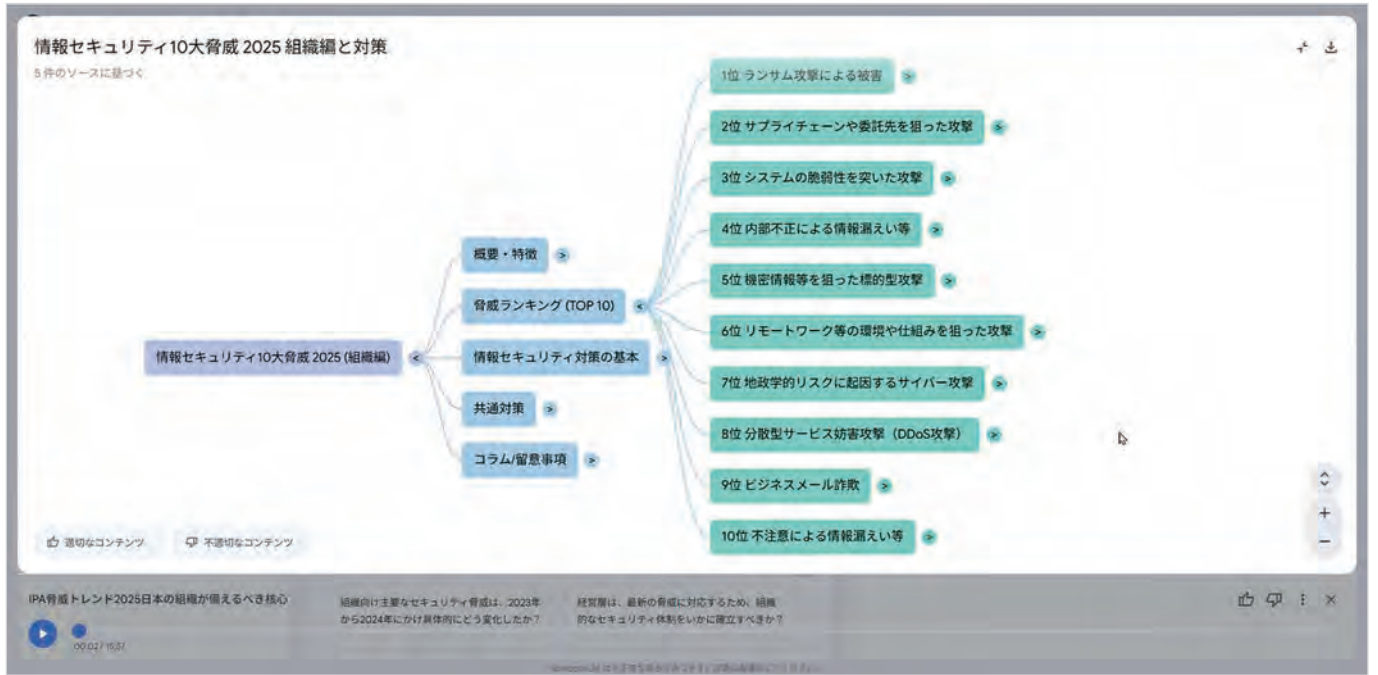 情報セキュリティ10大脅威 2025 組織編と対策
5 件のソースに基づく
1位 ランサム攻撃による被害
2位 サプライチェーンや委託先を狙った攻撃
3位 システムの脆弱性を突いた攻撃
4位 内部不正による情報漏えい等
概要・特徴
5位 機密情報等を狙った標的型攻撃
脅威ランキング (TOP 10)
6位 リモートワーク等の環境や仕組みを狙った攻撃
情報セキュリティ10大脅威 2025 (組織編)
情報セキュリティ対策の基本
7位 地政学的リスクに起因するサイバー攻撃
共通対策
8位 分散型サービス妨害攻撃（DDoS攻撃）
コラム/留意事項
9位 ビジネスメール詐欺
10位 不注意による情報漏えい等
適切なコンテンツ
不適切なコンテンツ
IPA脅威トレンド2025日本の組織が備えるべき核心
組織向け主要なセキュリティ脅威は、2023年
から2024年にかけ具体的にどう変化したか？
経営層は、最新の脅威に対応するため、組織
的なセキュリティ体制をいかに確立すべきか？
00:02 / 15:37